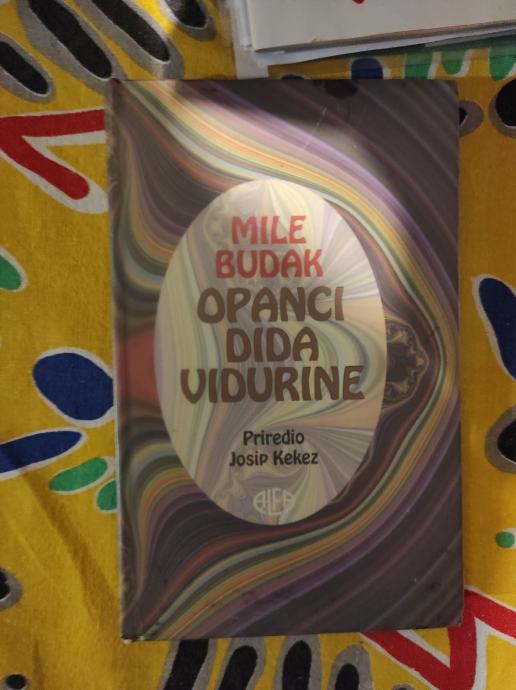 MILE
BUDAK
OPANCI
DIDA
VIDURINE
Priredio
Josip Kekez
ALFA